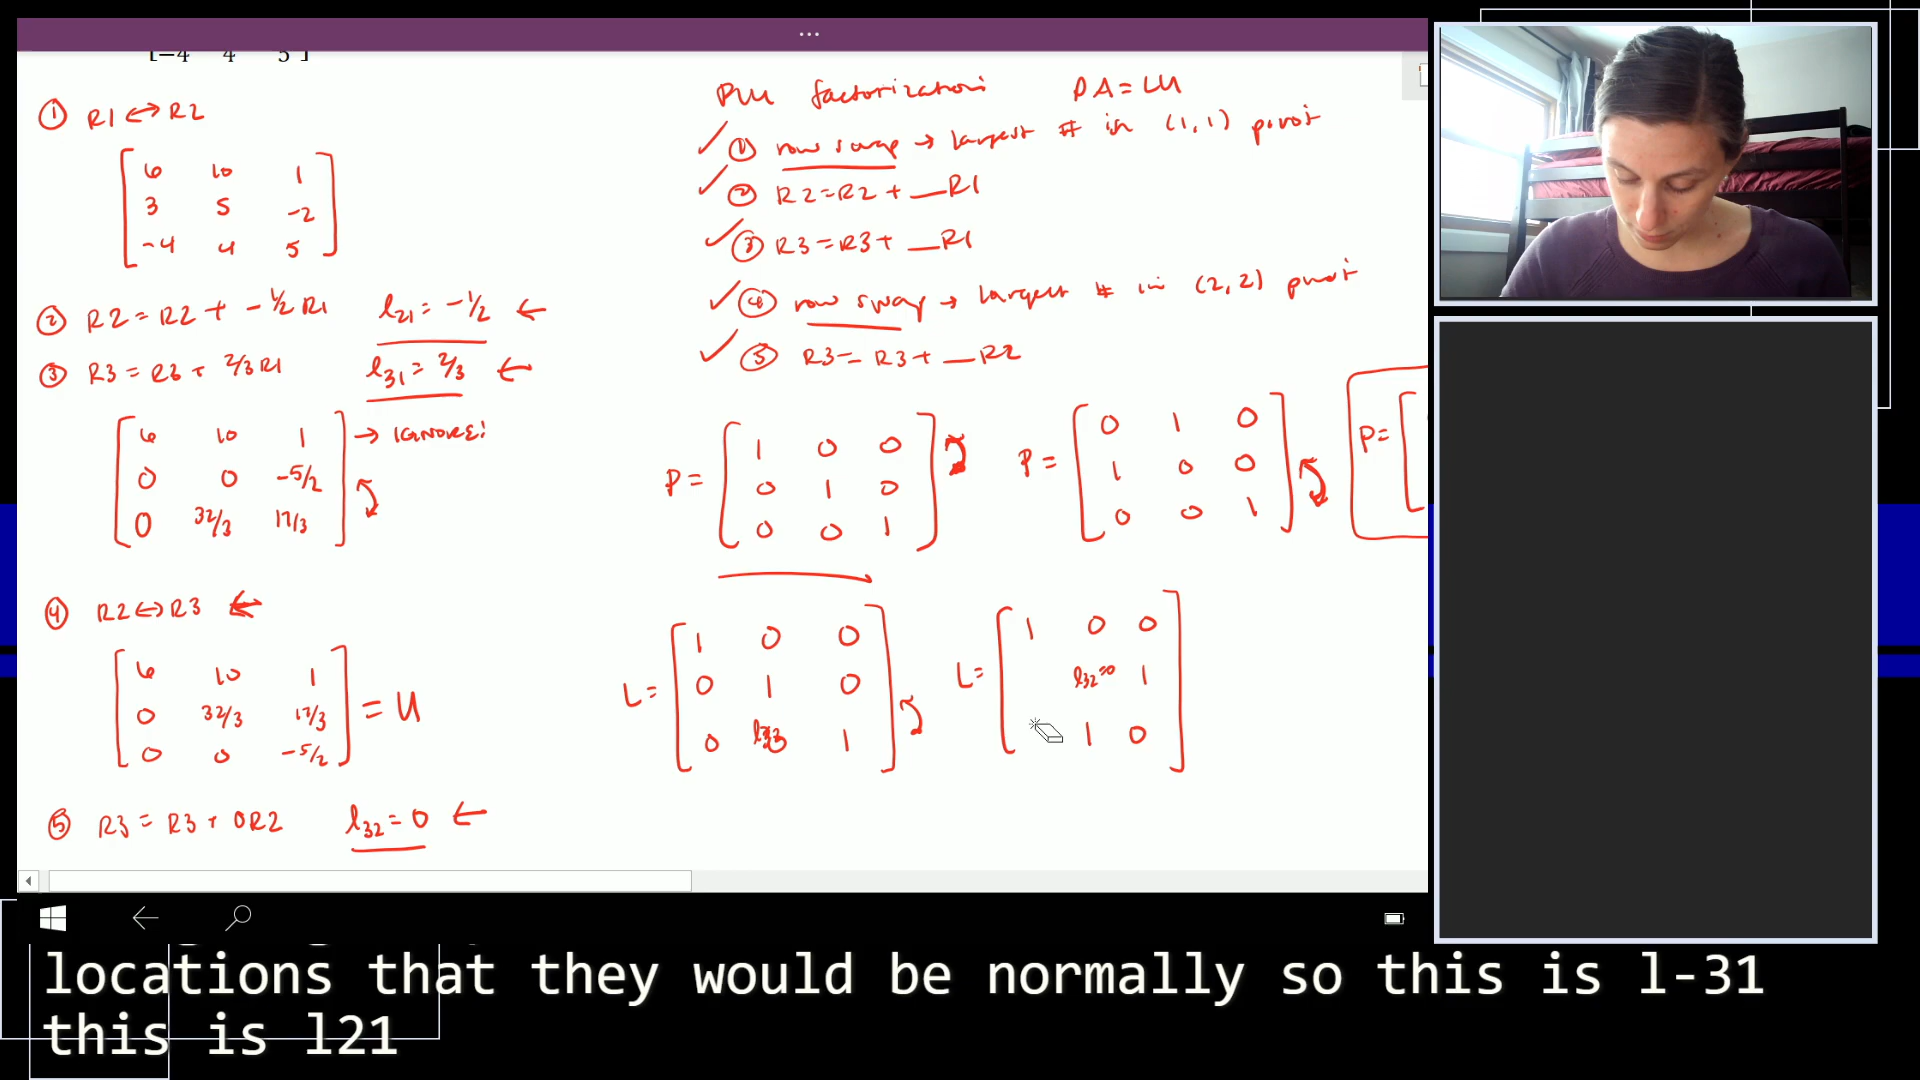 [-4 4 5]
① R1 ↔ R2
6 10 1
3 5 -2
-4 4 5
② R2 = R2 + -1/2 R1 l21 = -1/2 ←
③ R3 = R3 + 2/3 R1 l31 = 2/3 ←
6 10 1 → IGNORE!
0 0 -5/2
0 32/3 17/3
④ R2 ↔ R3 ←
6 10 1
0 32/3 17/3 = U
0 0 -5/2
⑤ R3 = R3 + 0R2 l32 = 0 ←
PLU factorization: PA = LU
✓ ① row swap → largest # in (1,1) pivot
✓ ② R2 = R2 + __R1
✓ ③ R3 = R3 + __R1
✓ ④ row swap → largest # in (2,2) pivot
✓ ⑤ R3 = R3 + __R2
P =
1 0 0
0 1 0
0 0 1
P =
0 1 0
1 0 0
0 0 1
P =
L =
1 0 0
0 1 0
0 1
L =
1 0 0
l32=0 1
1 0
locations that they would be normally so this is l-31
this is l21